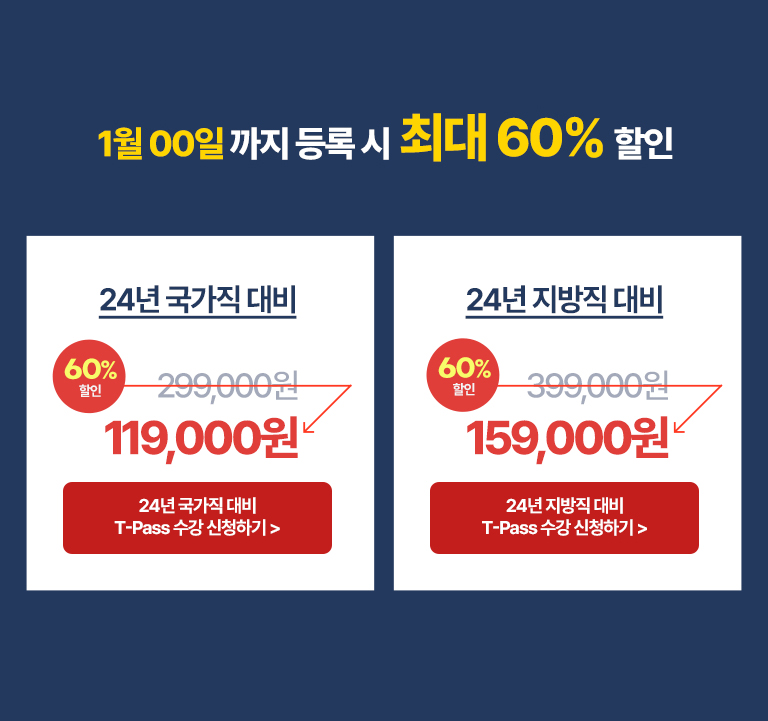 1월 00일 까지 등록 시 최대 60% 할인
24년 국가직 대비
60%
할인
299,000원
119,000원
24년 국가직 대비
T-Pass 수강 신청하기 >
24년 지방직 대비
60%
할인
399,000원
159,000원
24년 지방직 대비
T-Pass 수강 신청하기 >